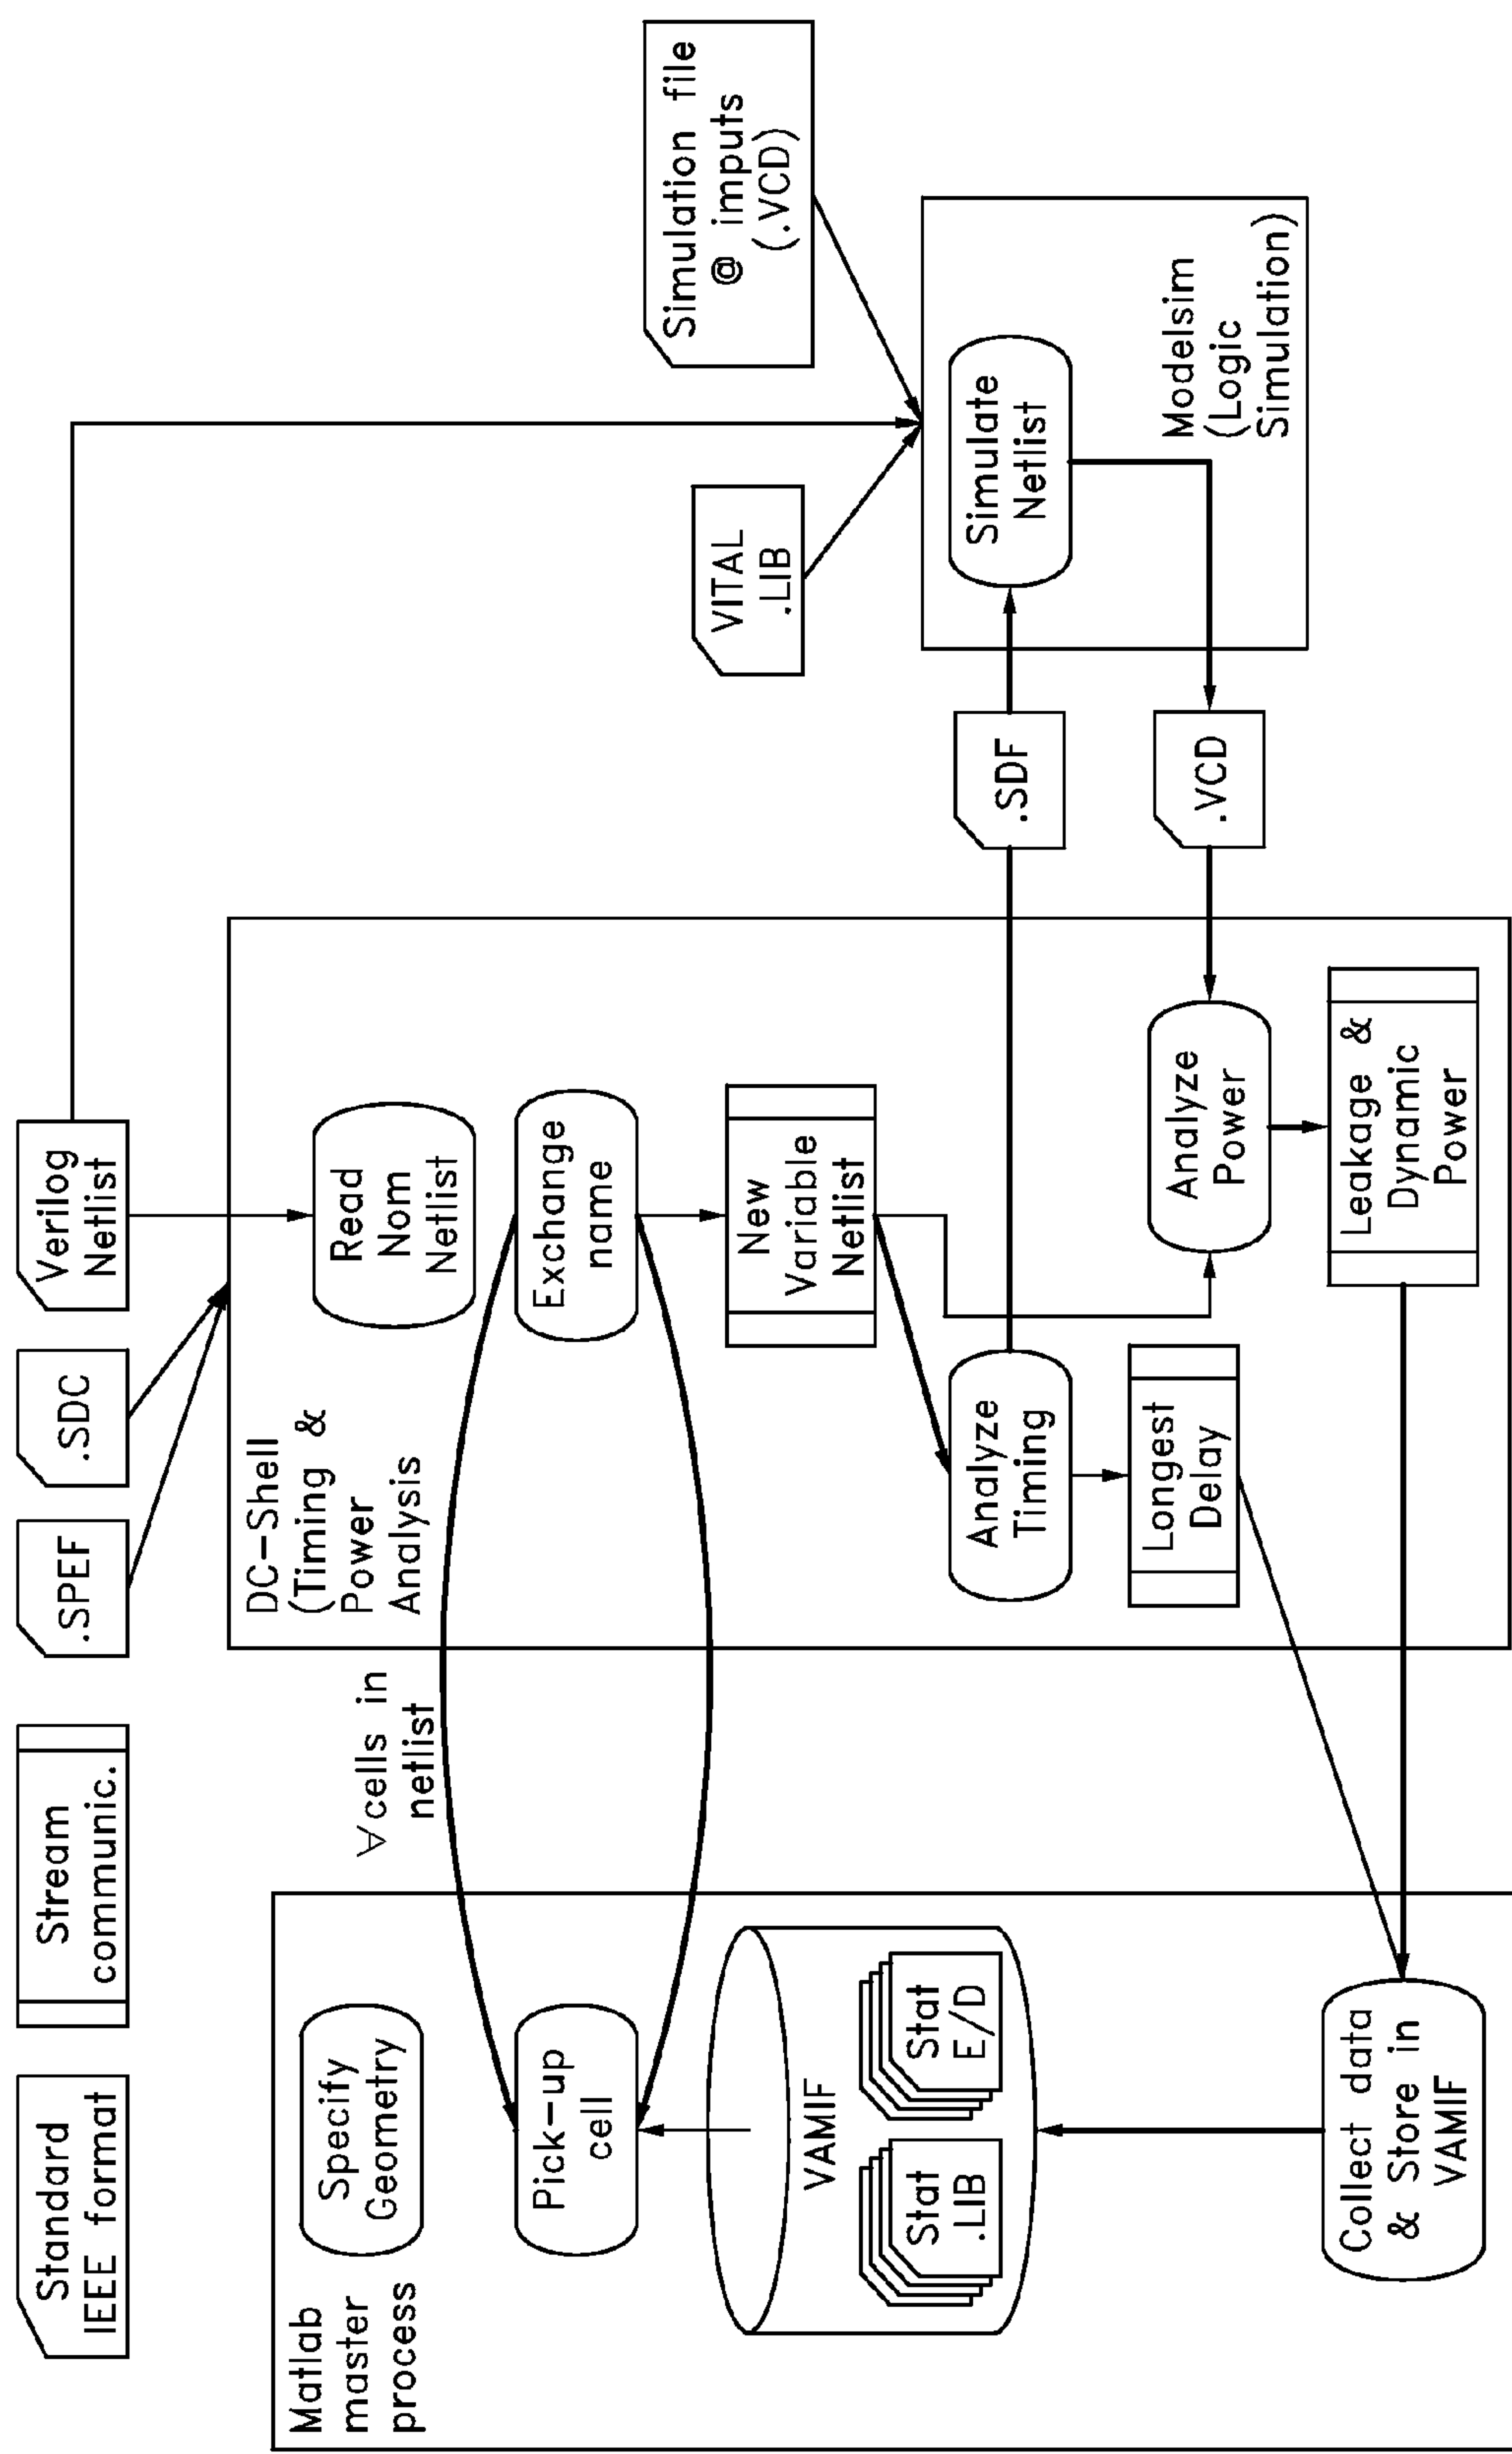 Standard
IEEE format
Stream
communic.
.SPEF
.SDC
Verilog
Netlist
Matlab
master
process
Specify
Geometry
Pick-up
cell
VAMIF
Stat
.LIB
Stat
E/D
Collect data
& Store in
VAMIF
∀ cells in
netlist
DC-Shell
(Timing &
Power
Analysis
Read
Nom
Netlist
Exchange
name
New
Variable
Netlist
Analyze
Timing
Longest
Delay
Analyze
Power
Leakage &
Dynamic
Power
.SDF
.VCD
VITAL
.LIB
Simulation file
@ imputs
(.VCD)
Simulate
Netlist
Modelsim
(Logic
Simulation)